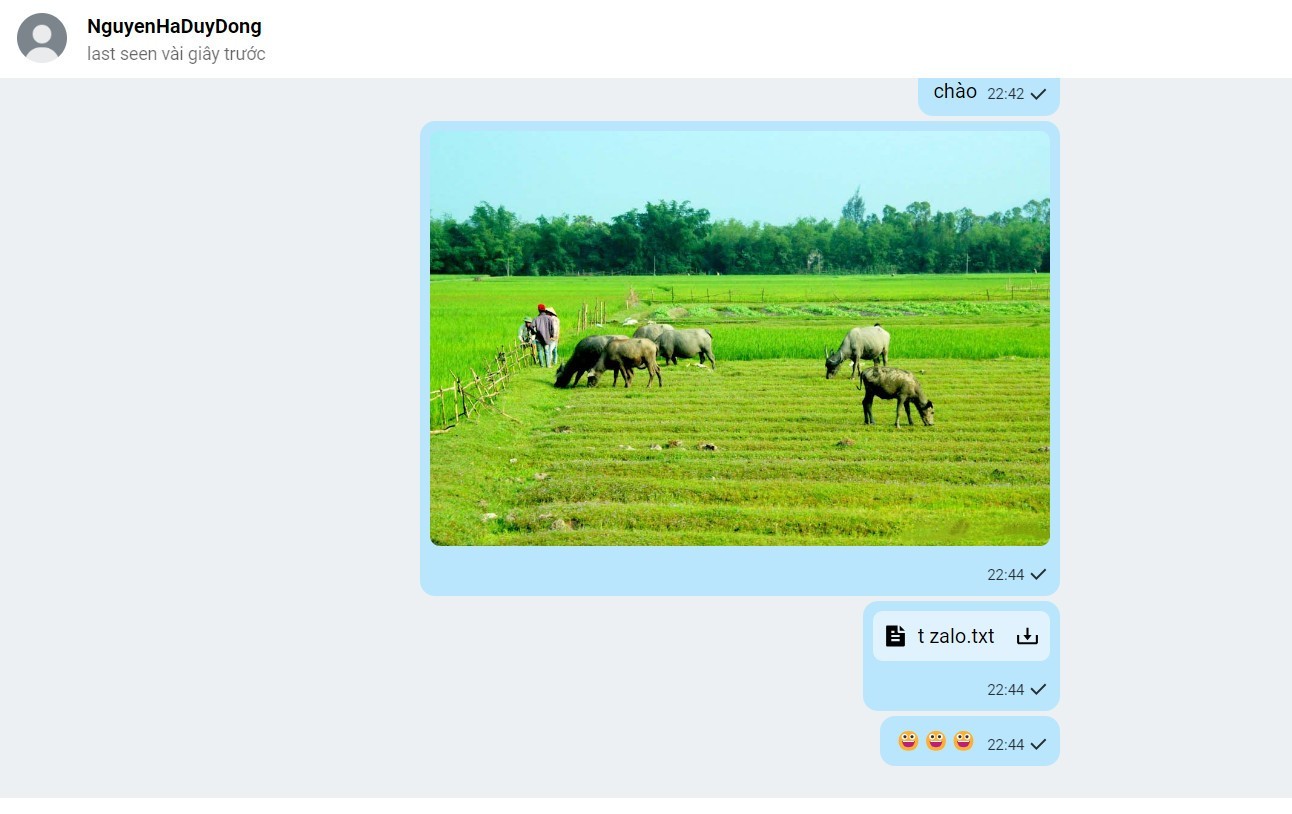 NguyenHaDuyDong
last seen vài giây trước
chào 22:42
22:44
t zalo.txt
22:44
22:44